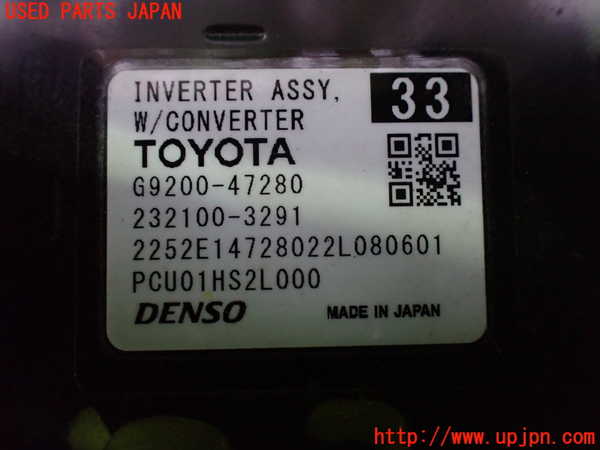 USED PARTS JAPAN
INVERTER ASSY,
33
W/CONVERTER
TOYOTA
G9200-47280
232100-3291
2252E14728022L080601
PCU01HS2L000
DENSO
MADE IN JAPAN
http://www.upjpn.com/